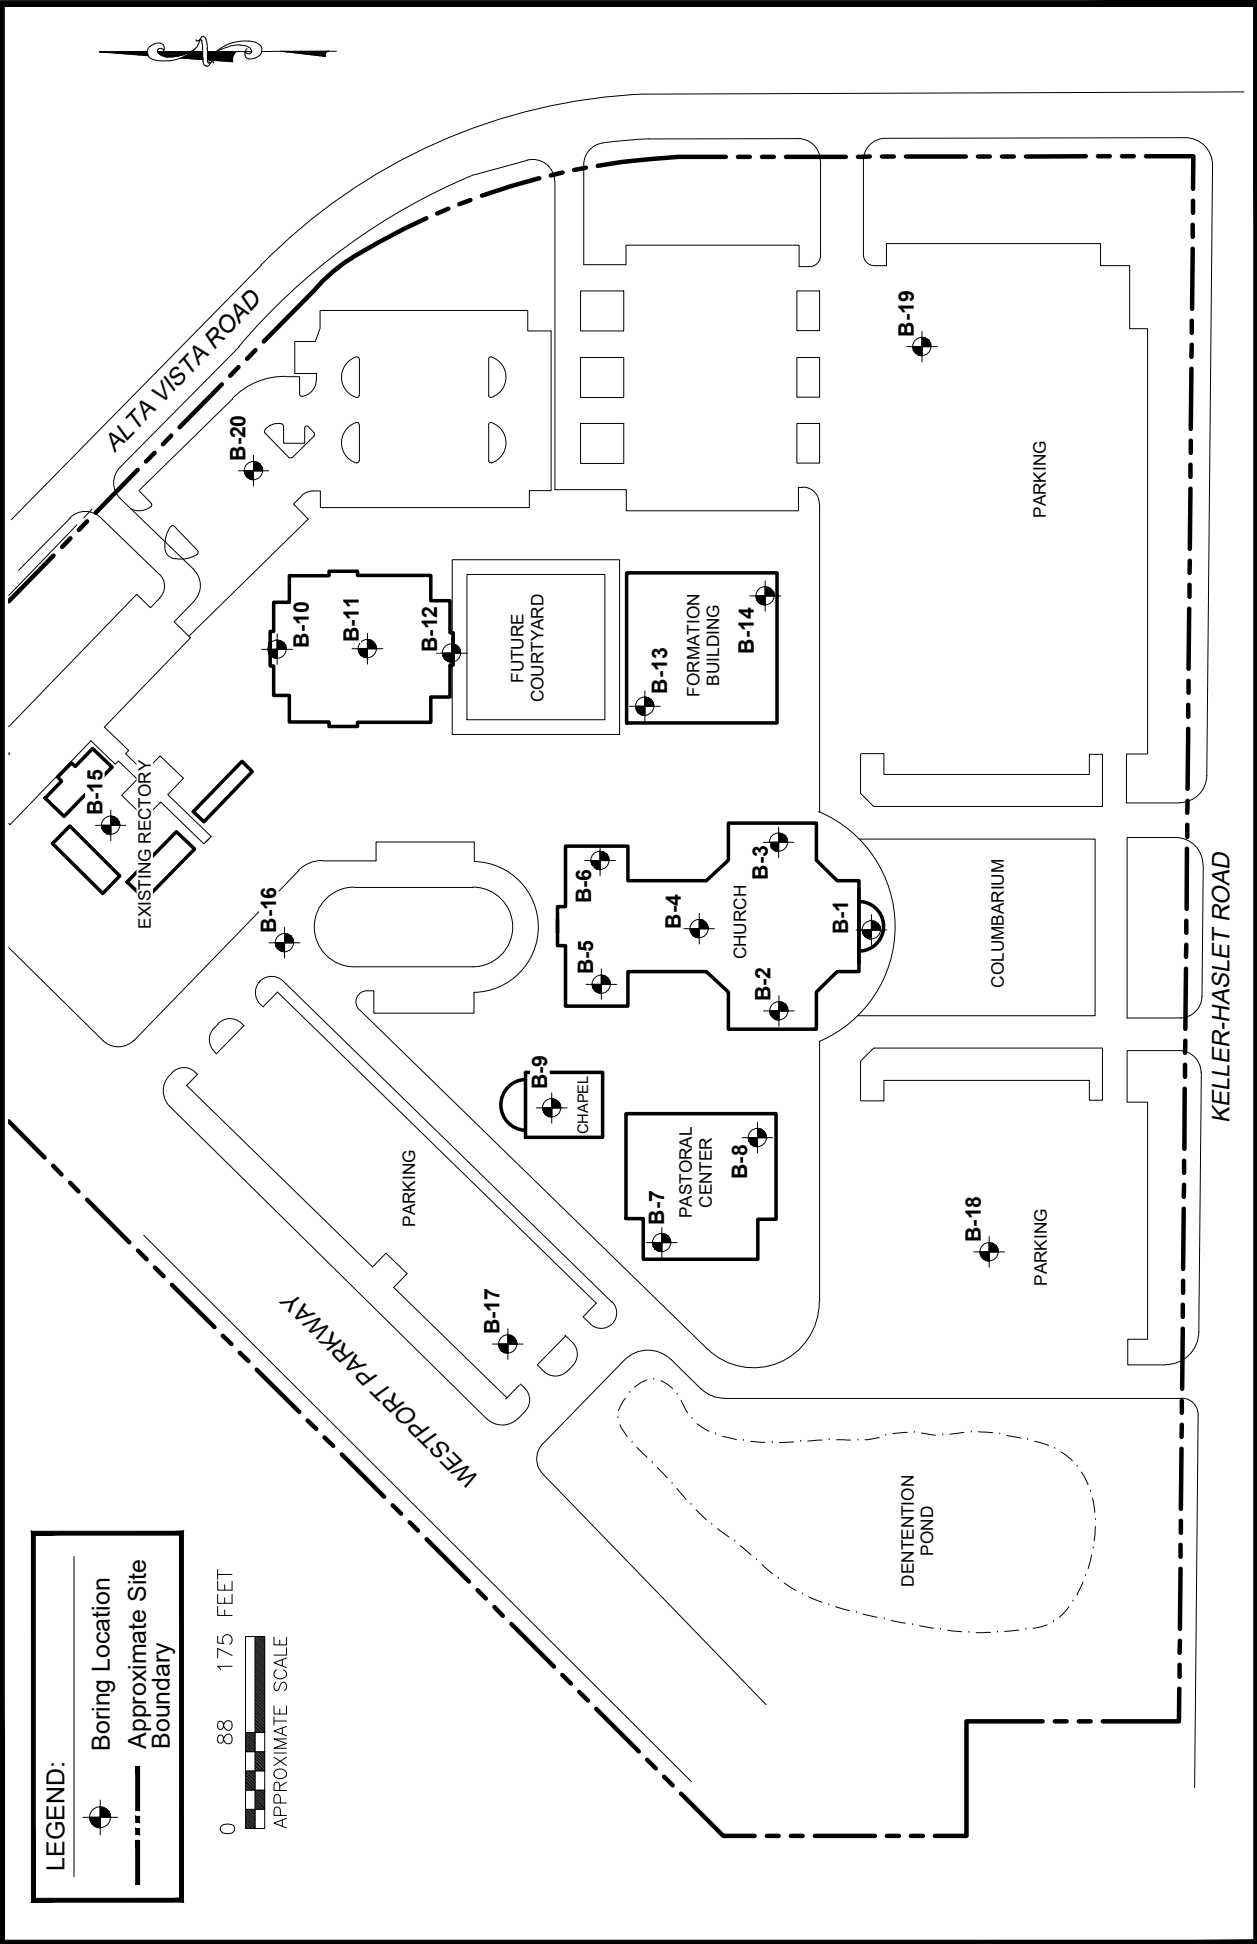 N
ALTA VISTA ROAD
B-20
B-19
PARKING
B-10
B-11
B-12
FUTURE
COURTYARD
B-13
FORMATION
BUILDING
B-14
B-15
EXISTING RECTORY
B-16
B-6
B-5
B-4
CHURCH
B-3
B-2
B-1
COLUMBARIUM
KELLER-HASLET ROAD
B-9
CHAPEL
PASTORAL
CENTER
B-8
B-7
PARKING
B-17
WESTPORT PARKWAY
B-18
PARKING
DENTENTION
POND
LEGEND:
Boring Location
Approximate Site
Boundary
0 88 175 FEET
APPROXIMATE SCALE